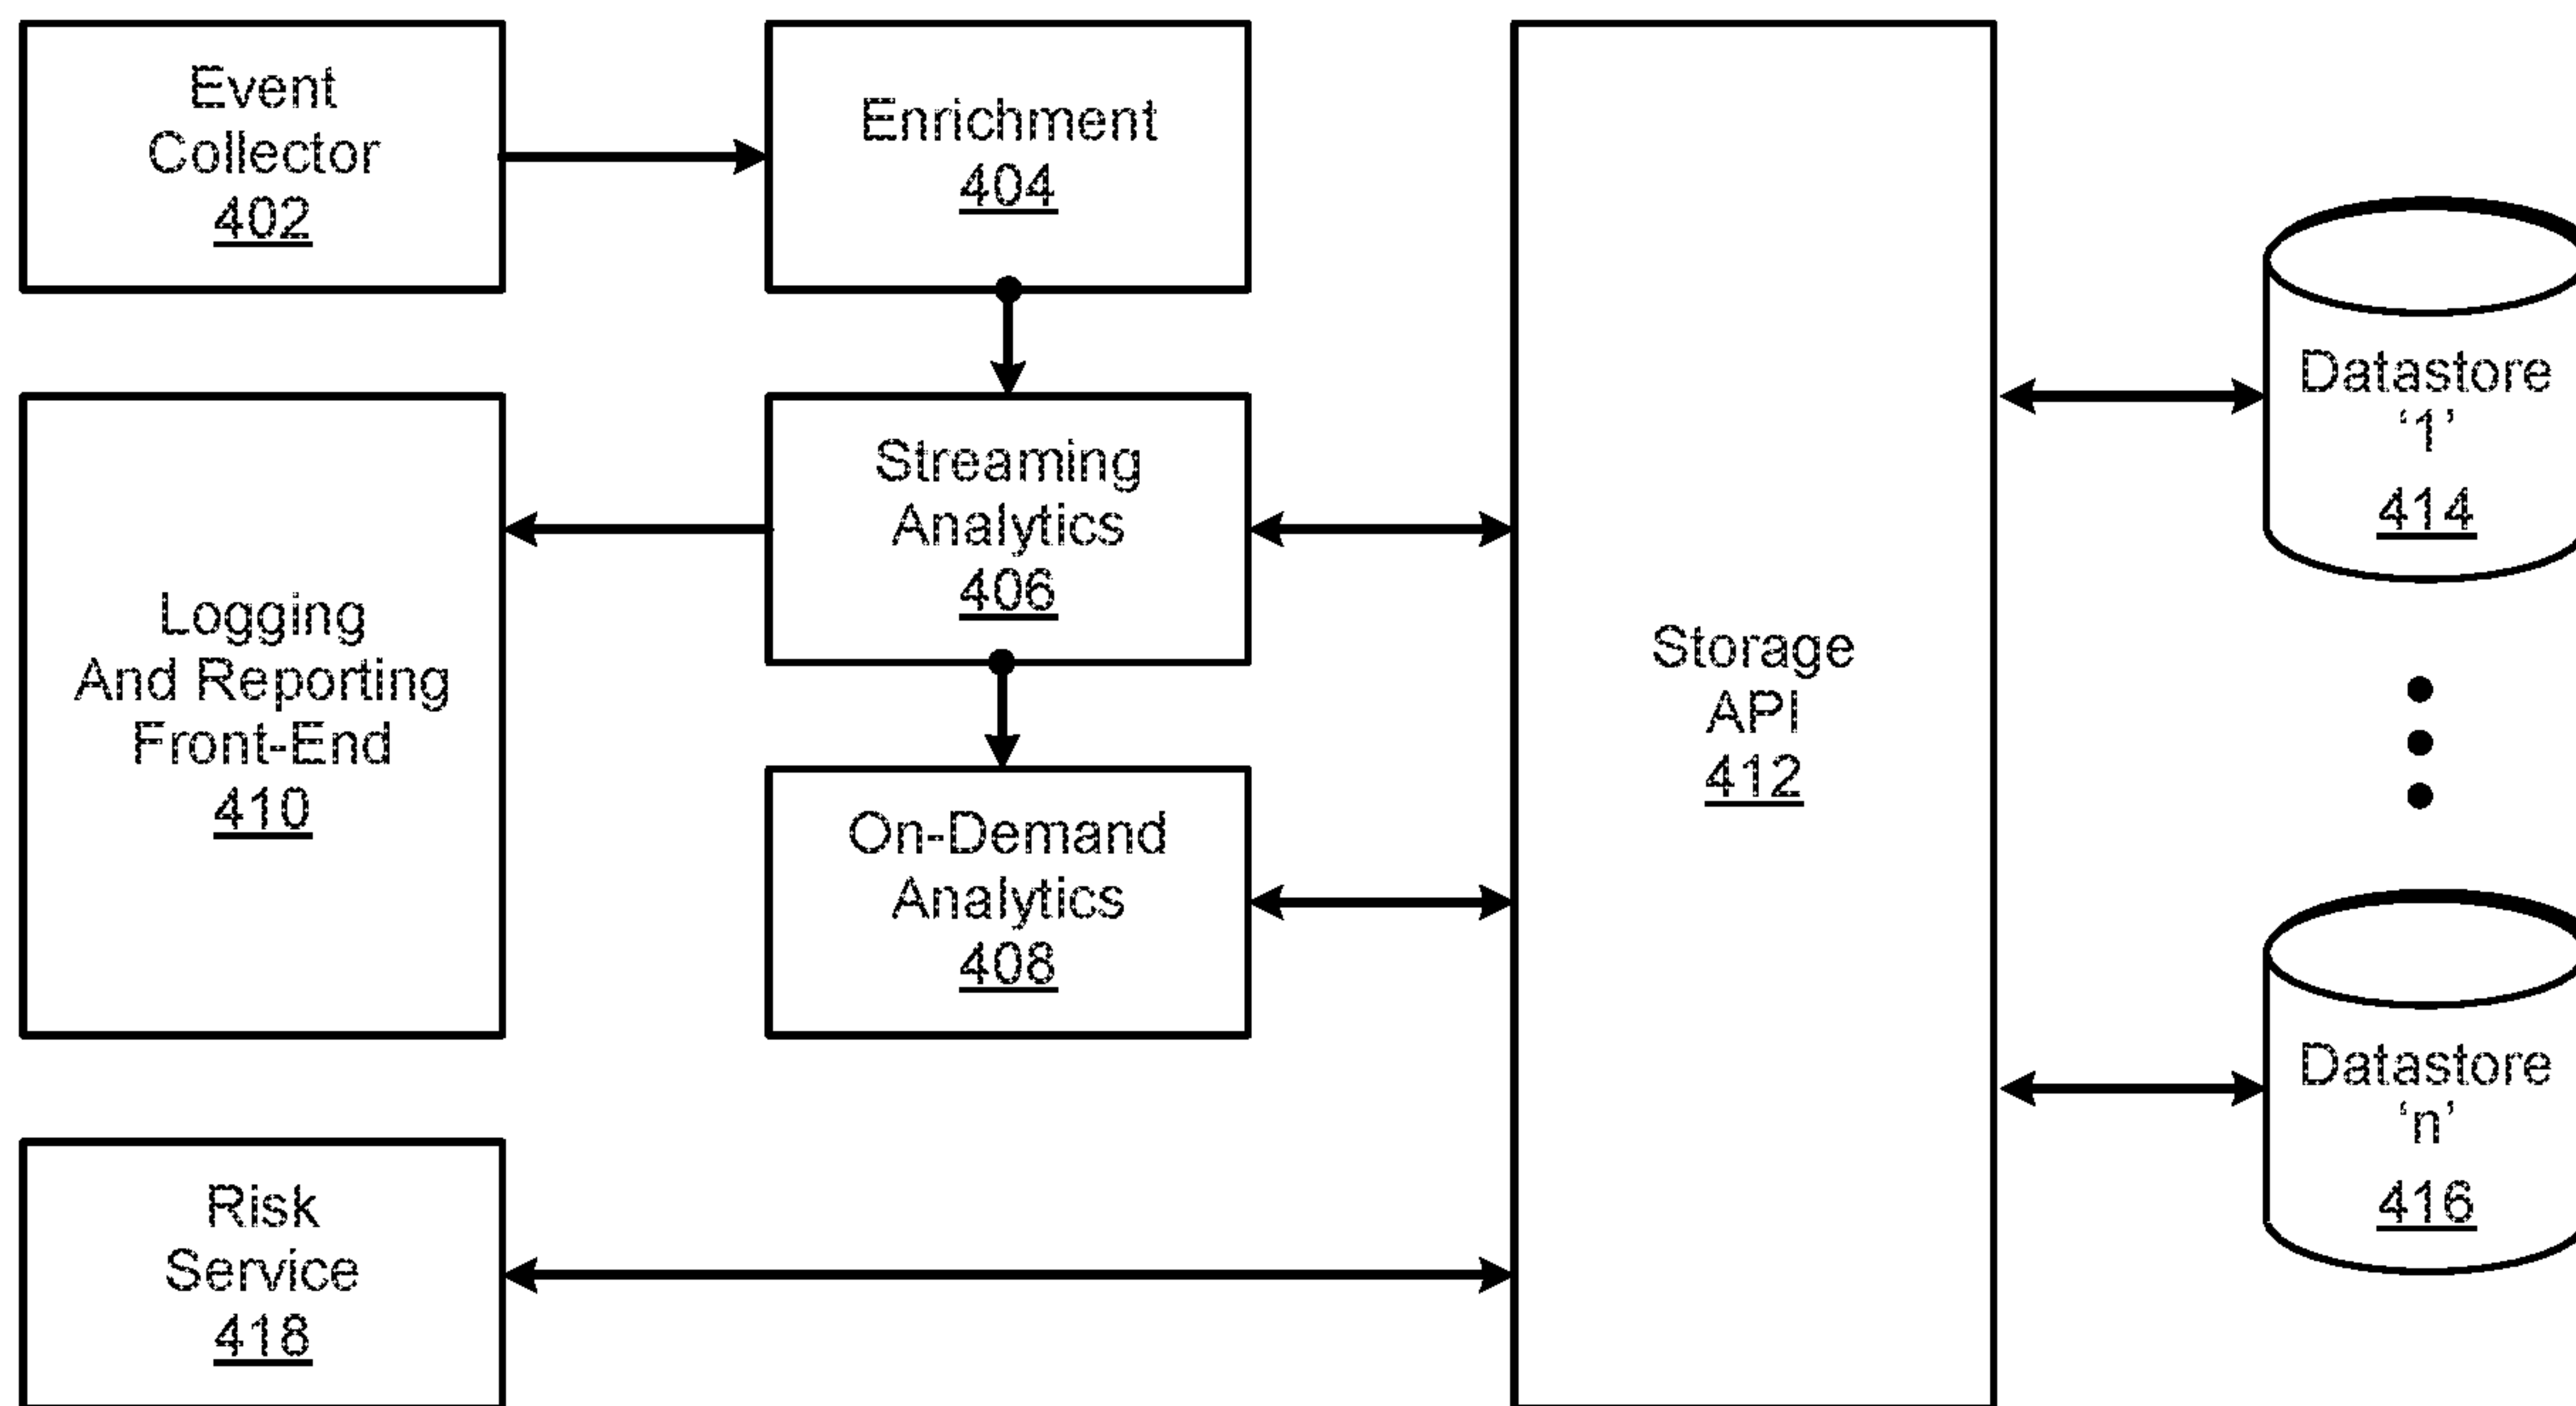 Event
Collector
402
Enrichment
404
Logging
And Reporting
Front-End
410
Streaming
Analytics
406
On-Demand
Analytics
408
Risk
Service
418
Storage
API
412
Datastore
‘1’
414
Datastore
‘n’
416